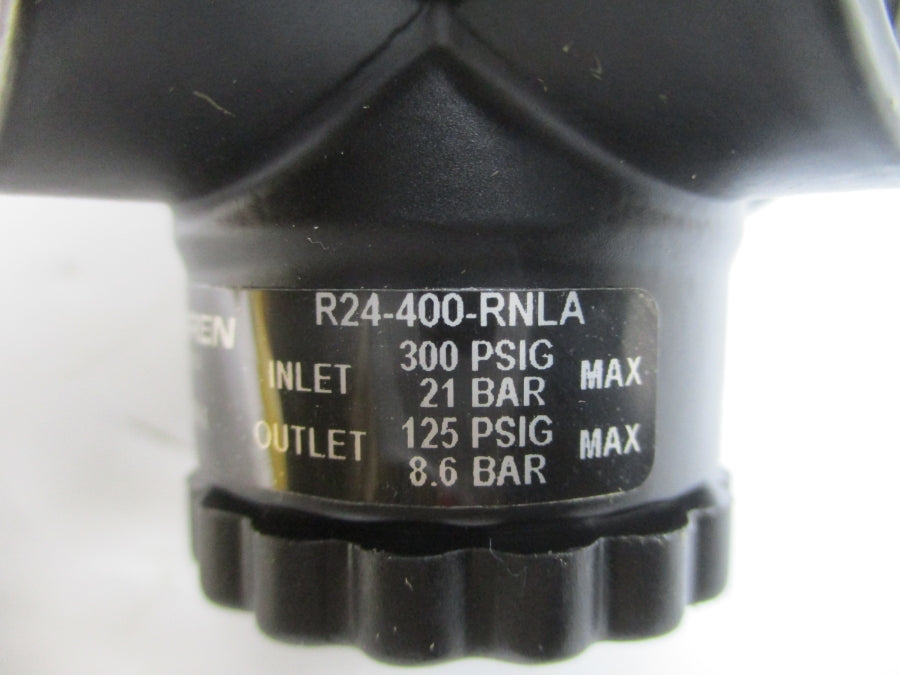 R24-400-RNLA
300 PSIG
INLET MAX
21 BAR
125 PSIG
OUTLET MAX
8.6 BAR